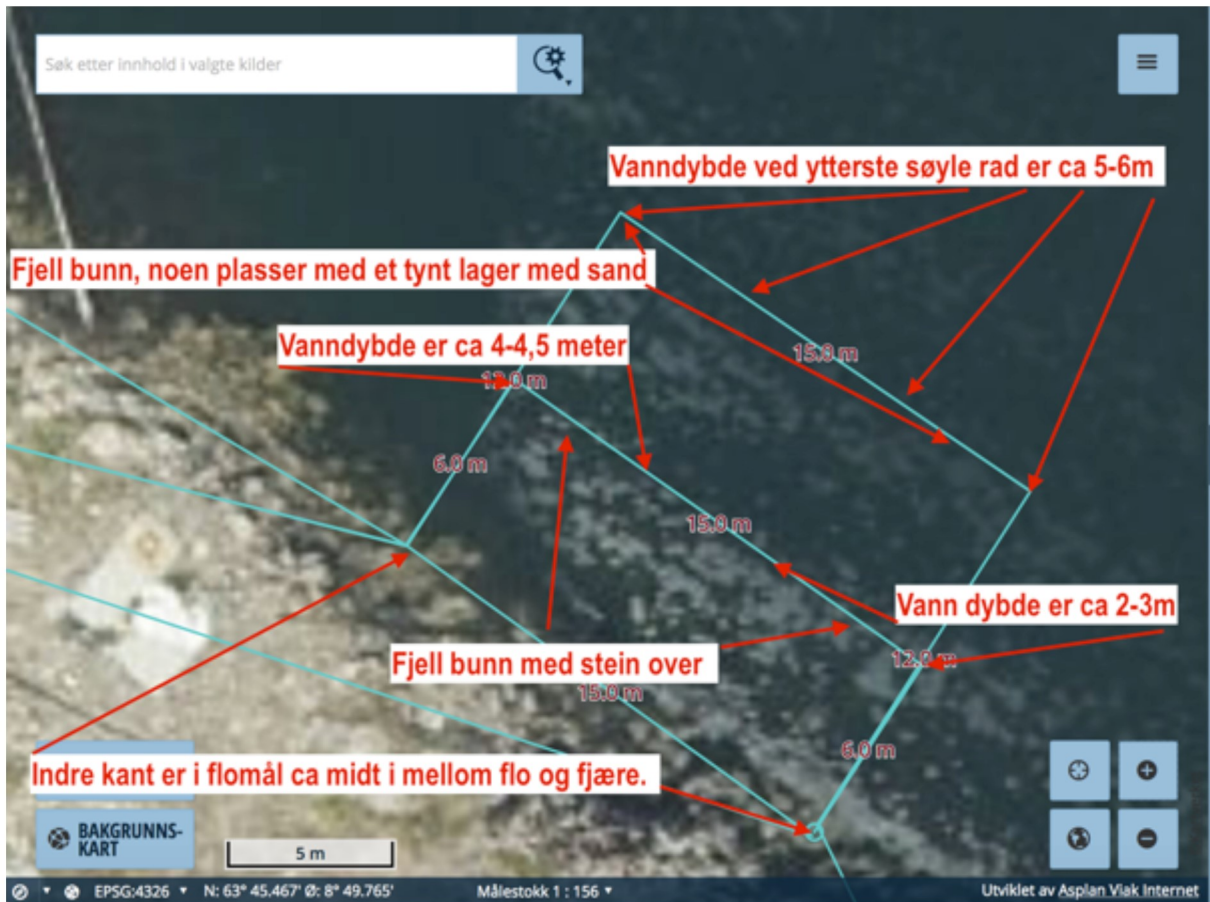 Søk etter innhold i valgte kilder
Vanndybde ved ytterste søyle rad er ca 5-6m
Fjell bunn, noen plasser med et tynt lager med sand
Vanndybde er ca 4-4,5 meter
15.0 m
12.0 m
6.0 m
15.0 m
Vann dybde er ca 2-3m
Fjell bunn med stein over
12.0 m
15.0 m
6.0 m
Indre kant er i flomål ca midt i mellom flo og fjære.
BAKGRUNNS-
KART
5 m
EPSG:4326 N: 63° 45.467' Ø: 8° 49.765' Målestokk 1 : 156 Utviklet av Asplan Viak Internet